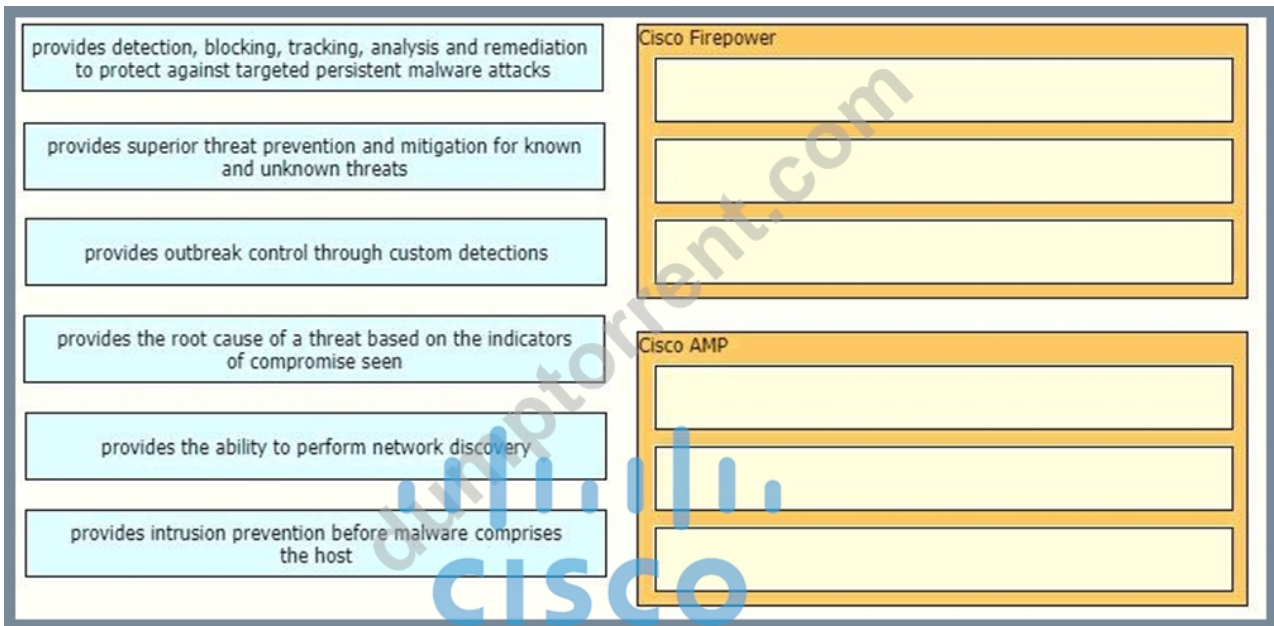 provides detection, blocking, tracking, analysis and remediation
to protect against targeted persistent malware attacks
provides superior threat prevention and mitigation for known
and unknown threats
provides outbreak control through custom detections
provides the root cause of a threat based on the indicators
of compromise seen
provides the ability to perform network discovery
provides intrusion prevention before malware comprises
the host
Cisco Firepower
Cisco AMP
dumptorrent.com
CISCO